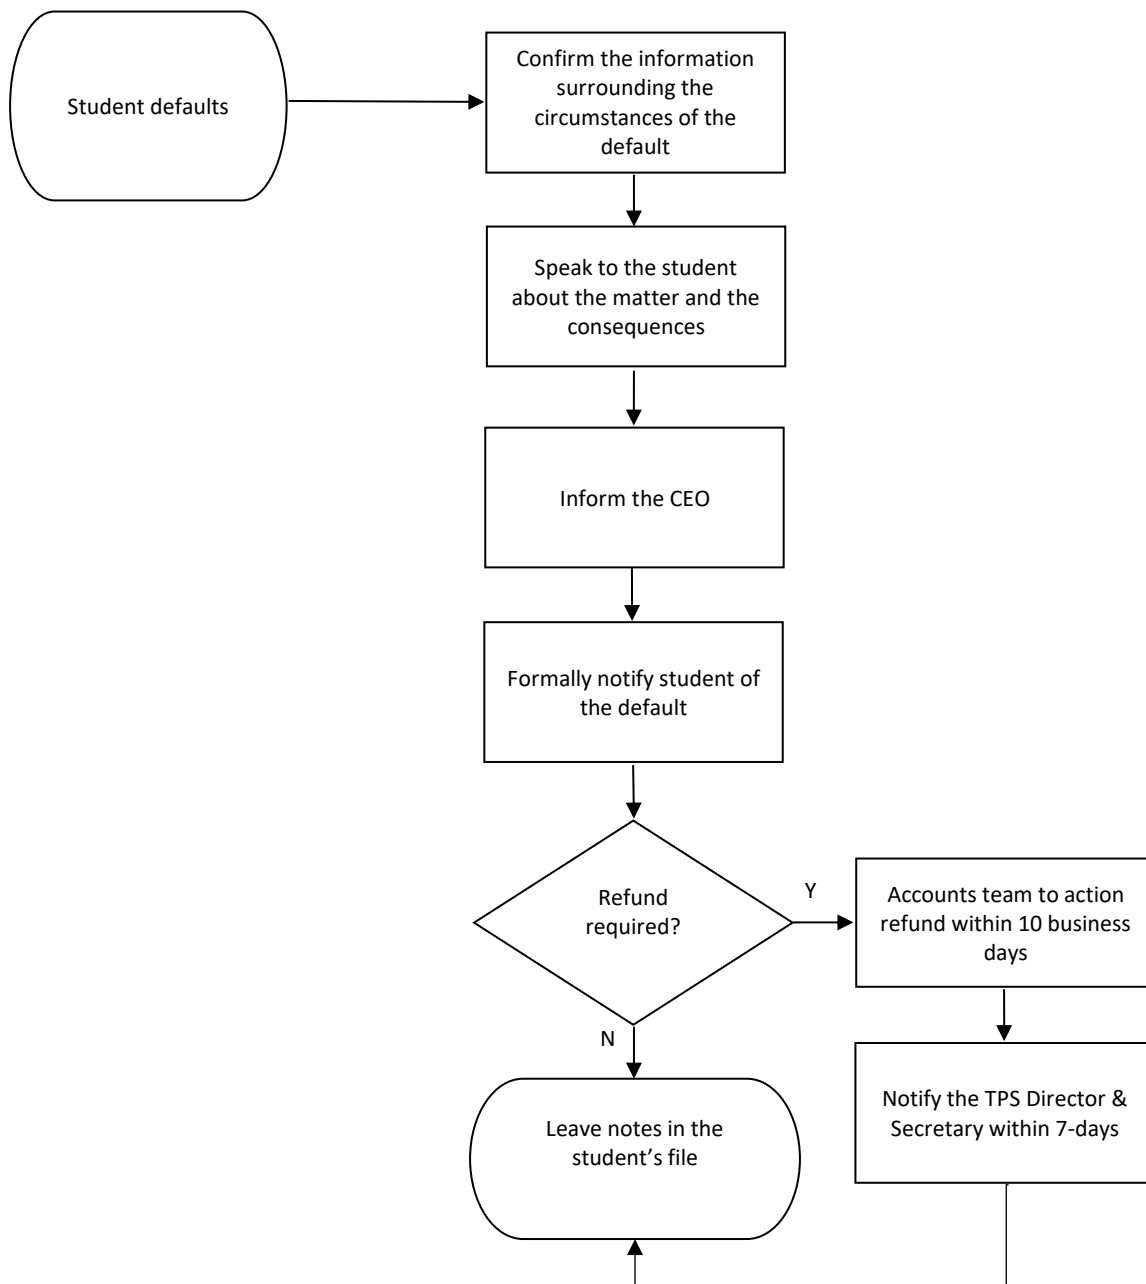 Student defaults
Confirm the information
surrounding the
circumstances of the
default
Speak to the student
about the matter and the
consequences
Inform the CEO
Formally notify student of
the default
Refund
required?
Y
Accounts team to action
refund within 10 business
days
N
Notify the TPS Director &
Secretary within 7-days
Leave notes in the
student’s file